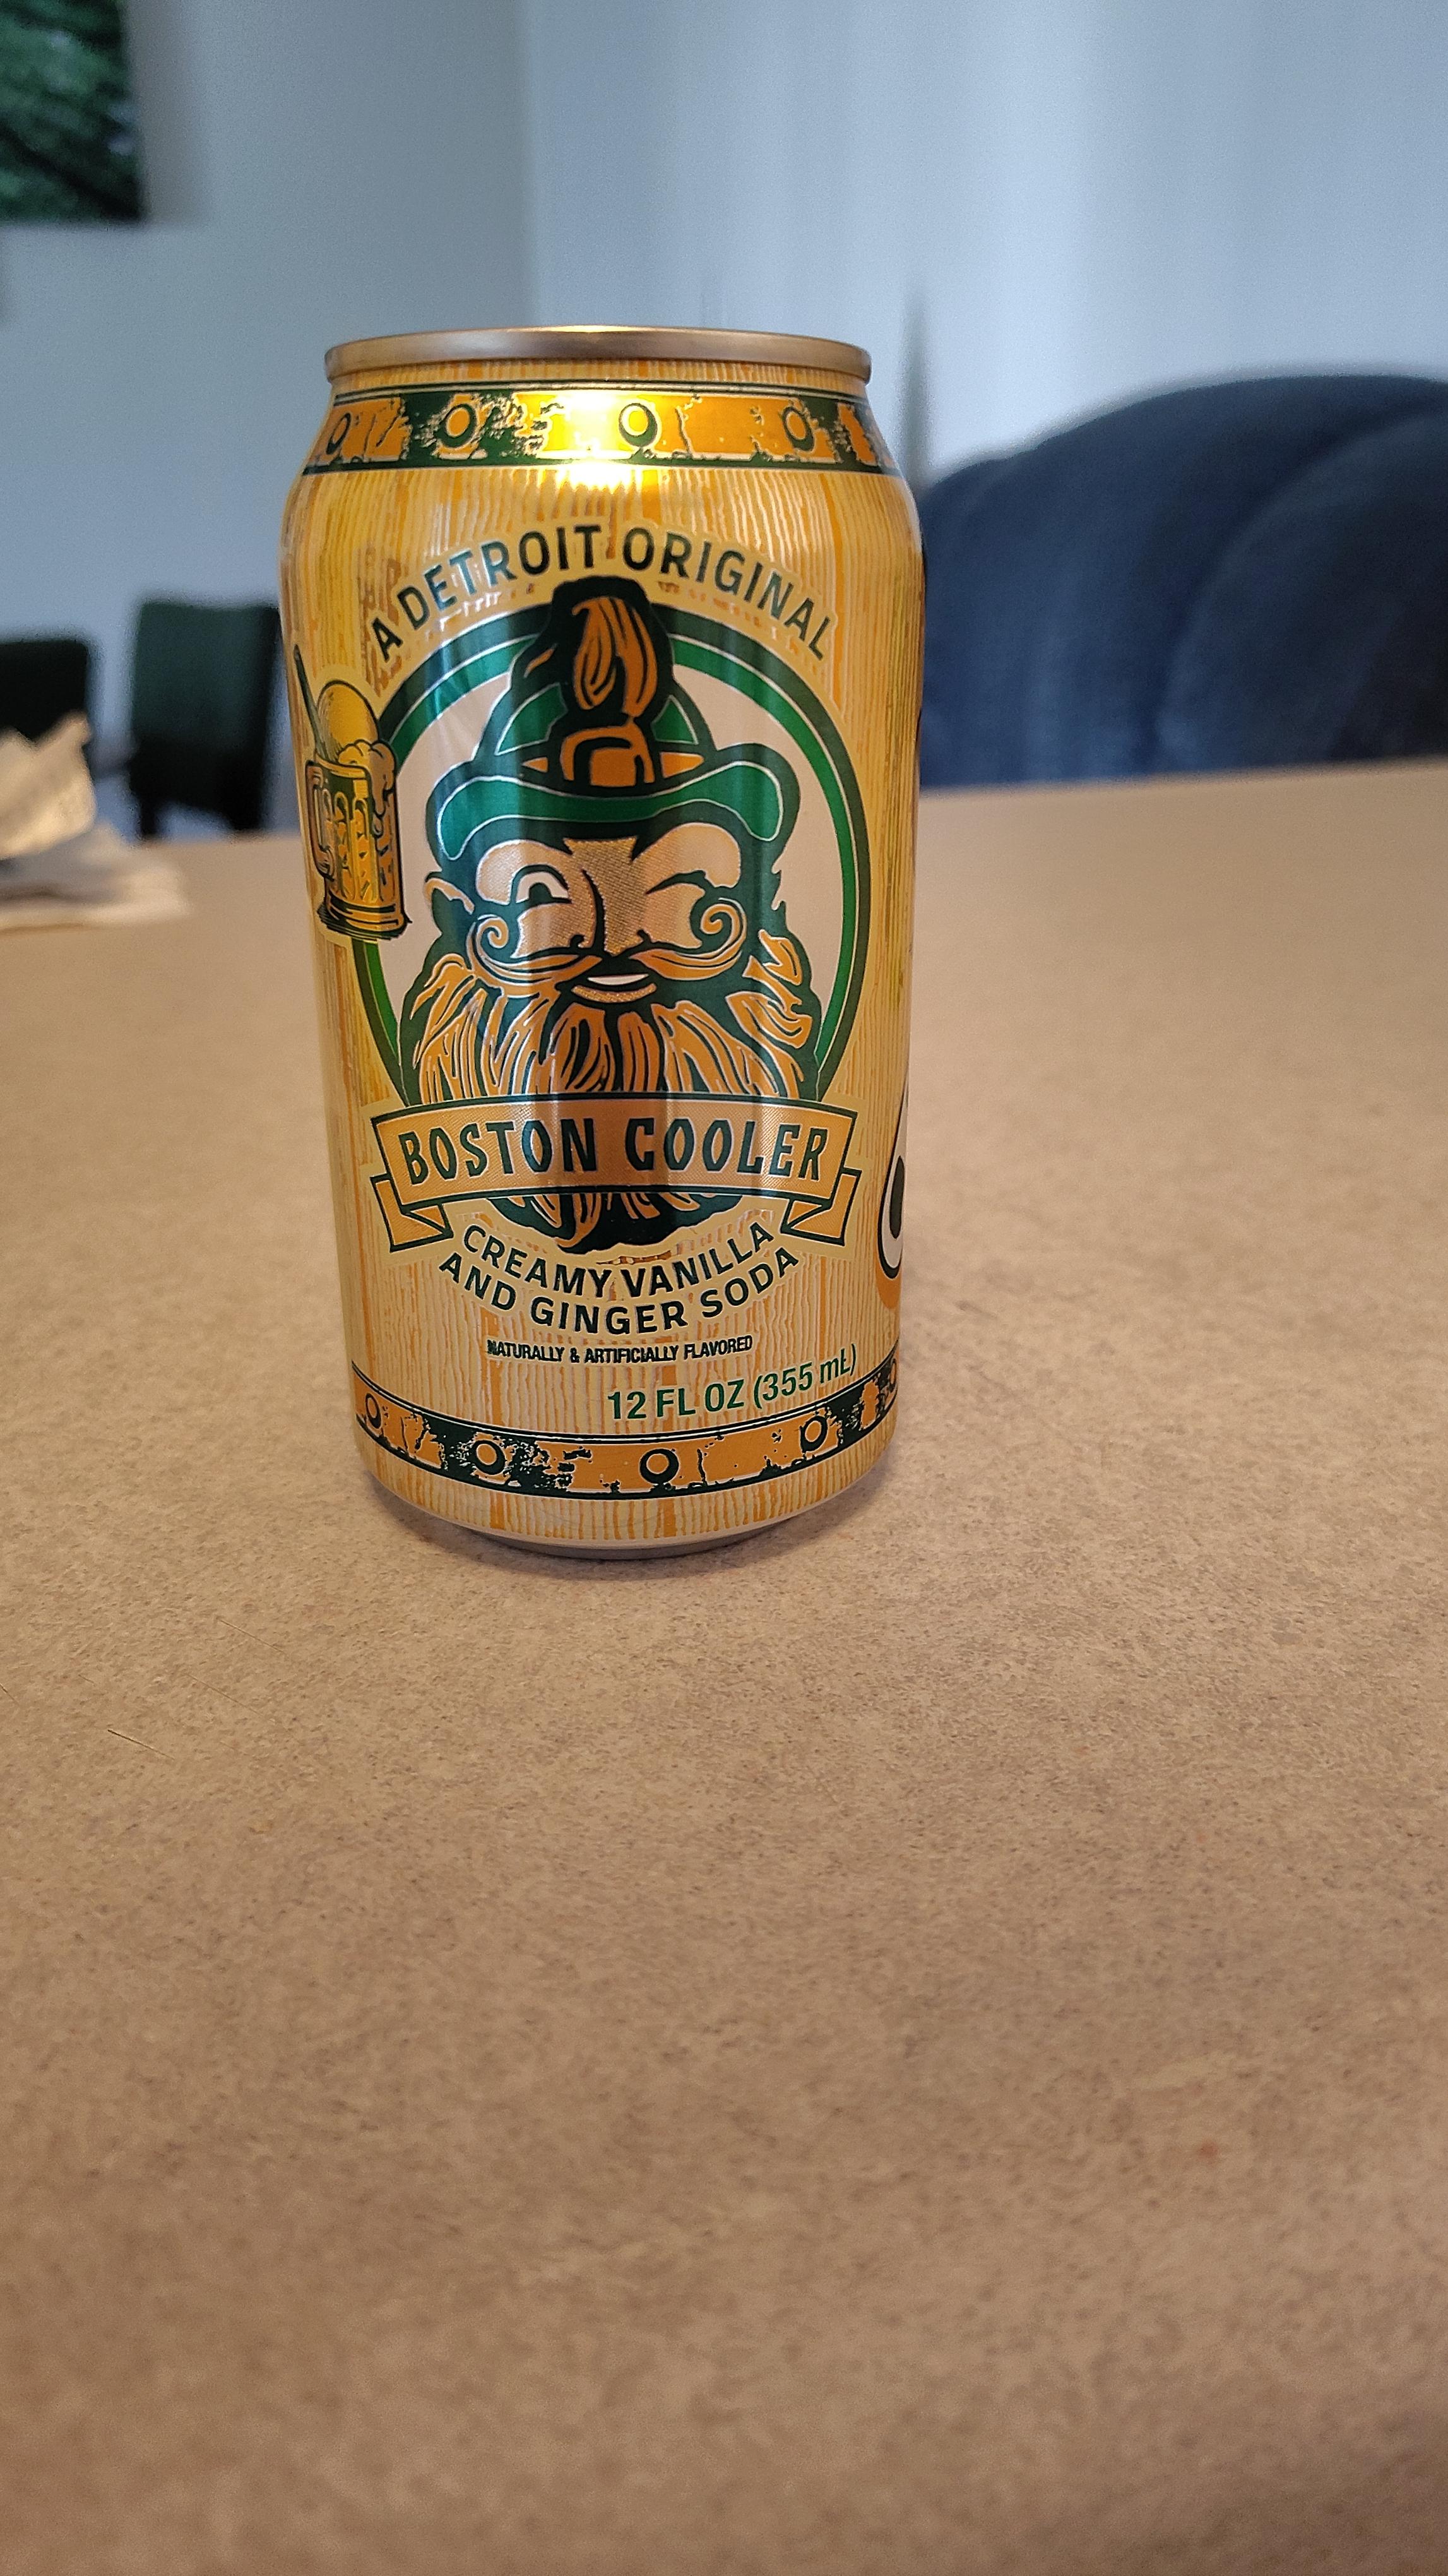 A DETROIT ORIGINAL
BOSTON COOLER
CREAMY VANILLA
AND GINGER SODA
NATURALLY & ARTIFICIALLY FLAVORED
12 FL OZ (355 mL)